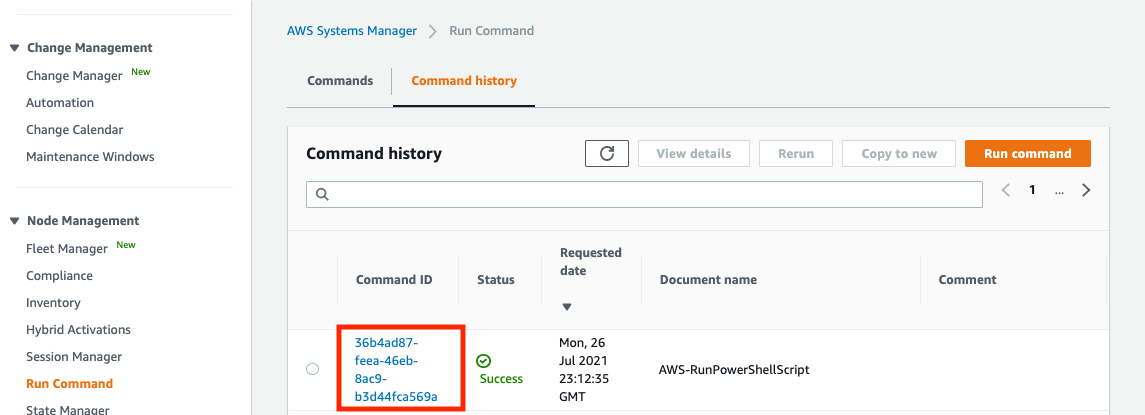 Change Management
Change Manager New
Automation
Change Calendar
Maintenance Windows
Node Management
Fleet Manager New
Compliance
Inventory
Hybrid Activations
Session Manager
Run Command
State Manager
AWS Systems Manager > Run Command
Commands
Command history
Command history
View details
Rerun
Copy to new
Run command
1 ...
Command ID
Status
Requested
date
Document name
Comment
36b4ad87-
feea-46eb-
8ac9-
b3d44fca569a
Success
Mon, 26
Jul 2021
23:12:35
GMT
AWS-RunPowerShellScript